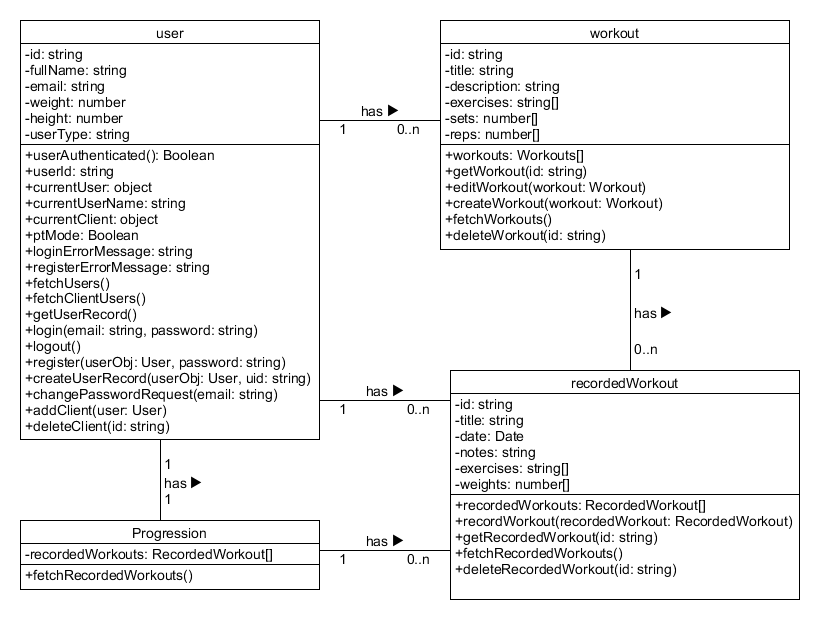 user
-id: string
-fullName: string
-email: string
-weight: number
-height: number
-userType: string
+userAuthenticated(): Boolean
+userId: string
+currentUser: object
+currentUserName: string
+currentClient: object
+ptMode: Boolean
+loginErrorMessage: string
+registerErrorMessage: string
+fetchUsers()
+fetchClientUsers()
+getUserRecord()
+login(email: string, password: string)
+logout()
+register(userObj: User, password: string)
+createUserRecord(userObj: User, uid: string)
+changePasswordRequest(email: string)
+addClient(user: User)
+deleteClient(id: string)
has ▶
1 0..n
workout
-id: string
-title: string
-description: string
-exercises: string[]
-sets: number[]
-reps: number[]
+workouts: Workouts[]
+getWorkout(id: string)
+editWorkout(workout: Workout)
+createWorkout(workout: Workout)
+fetchWorkouts()
+deleteWorkout(id: string)
1
has ▶
0..n
has ▶
1 0..n
recordedWorkout
-id: string
-title: string
-date: Date
-notes: string
-exercises: string[]
-weights: number[]
+recordedWorkouts: RecordedWorkout[]
+recordWorkout(recordedWorkout: RecordedWorkout)
+getRecordedWorkout(id: string)
+fetchRecordedWorkouts()
+deleteRecordedWorkout(id: string)
1
has ▶
1
Progression
-recordedWorkouts: RecordedWorkout[]
+fetchRecordedWorkouts()
has ▶
1 0..n